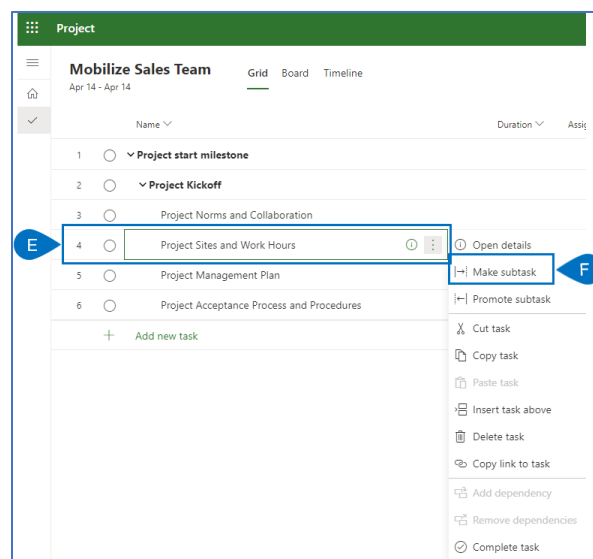 Project
Mobilize Sales Team
Grid Board Timeline
Apr 14 - Apr 14
Name Duration
1 Project start milestone
2 Project Kickoff
3 Project Norms and Collaboration
E 4 Project Sites and Work Hours
5 Project Management Plan
6 Project Acceptance Process and Procedures
+ Add new task
Open details
Make subtask F
Promote subtask
Cut task
Copy task
Paste task
Insert task above
Delete task
Copy link to task
Add dependency
Remove dependencies
Complete task